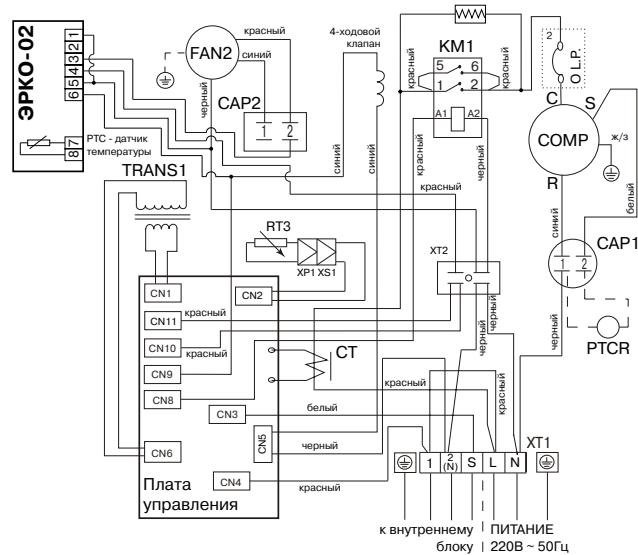 ЭРКО-02
1
2
3
4
5
6
7
8
РТС - датчик
температуры
TRANS1
FAN2
красный
синий
черный
CAP2
1 2
4-ходовой
клапан
синий
синий
KM1
красный
5 6
1 2
красный
A1 A2
красный
черный
2
O L.P.
C
S
COMP
ж/з
R
белый
синий
CAP1
1 2
черный
PTCR
красный
XT2
черный
черный
черный
красный
RT3
XP1 XS1
CN1
CN2
CN11
красный
CN10
красный
CN9
CN8
CN3
белый
CN5
черный
CN6
CN4
красный
CT
красный
Плата
управления
XT1
1 2 (N) S L N
к внутреннему
блоку
ПИТАНИЕ
220В ~ 50Гц